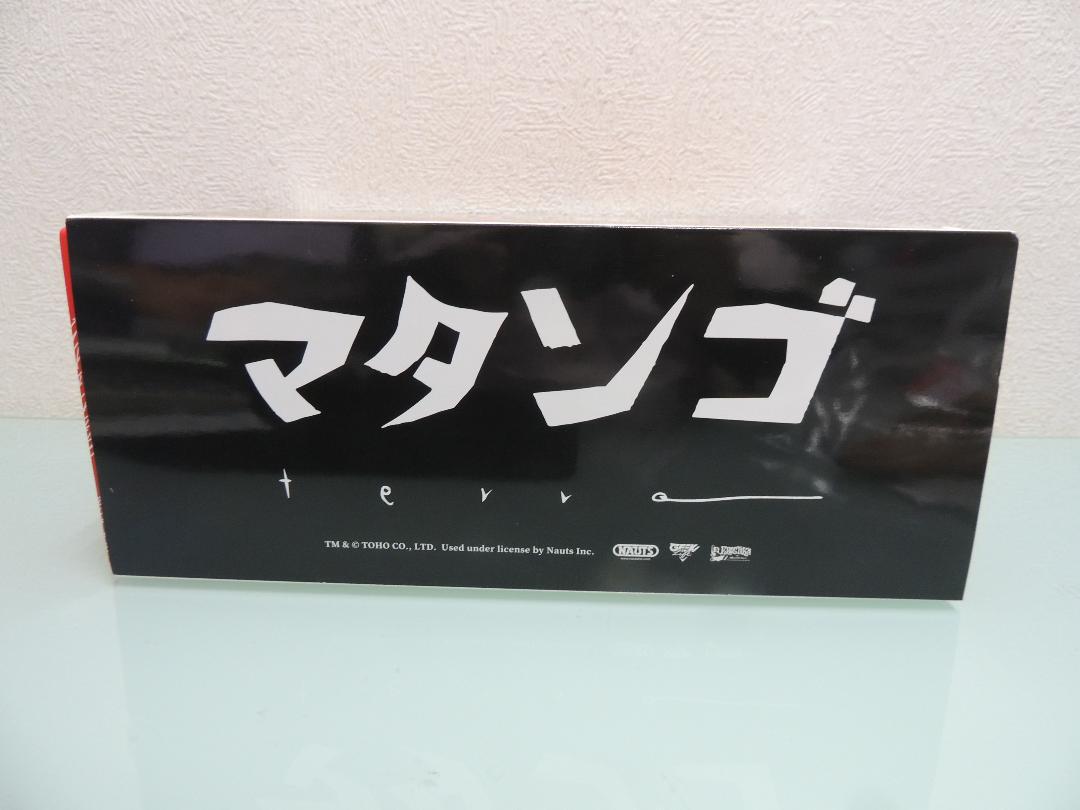 マタンゴ
terra
TM & © TOHO CO., LTD. Used under license by Nauts Inc.
NAUTS